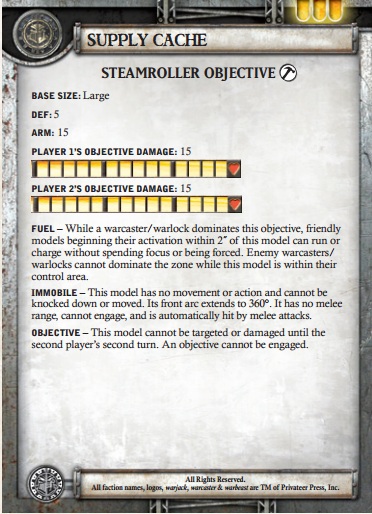 SUPPLY CACHE
STEAMROLLER OBJECTIVE
BASE SIZE: Large
DEF: 5
ARM: 15
PLAYER 1'S OBJECTIVE DAMAGE: 15
PLAYER 2'S OBJECTIVE DAMAGE: 15
FUEL – While a warcaster/warlock dominates this objective, friendly
models beginning their activation within 2˝ of this model can run or
charge without spending focus or being forced. Enemy warcasters/
warlocks cannot dominate the zone while this model is within their
control area.
IMMOBILE – This model has no movement or action and cannot be
knocked down or moved. Its front arc extends to 360°. It has no melee
range, cannot engage, and is automatically hit by melee attacks.
OBJECTIVE – This model cannot be targeted or damaged until the
second player's second turn. An objective cannot be engaged.
All Rights Reserved.
All faction names, logos, warjack, warcaster & warbeast are TM of Privateer Press, Inc.